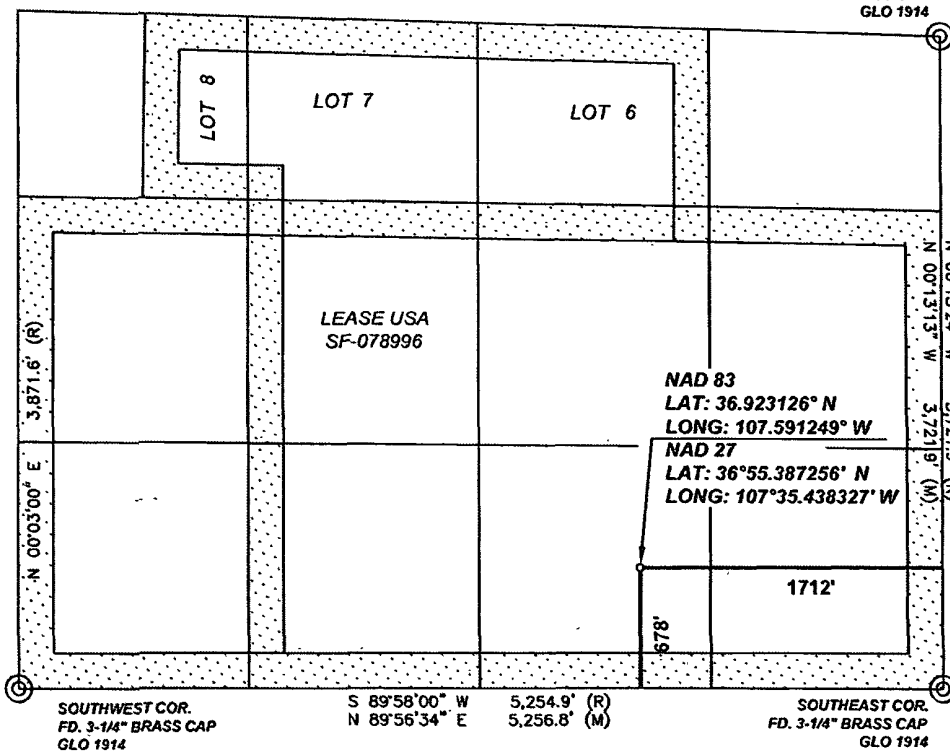 GLO 1914
LOT 8
LOT 7
LOT 6
LEASE USA
SF-078996
N 00°03'00" E 3,871.6' (R)
N 00°13'13" W 3,721.9' (M)
NAD 83
LAT: 36.923126° N
LONG: 107.591249° W
NAD 27
LAT: 36°55.387256' N
LONG: 107°35.438327' W
1712'
678'
SOUTHWEST COR.
FD. 3-1/4" BRASS CAP
GLO 1914
S 89°58'00" W 5,254.9' (R)
N 89°56'34" E 5,256.8' (M)
SOUTHEAST COR.
FD. 3-1/4" BRASS CAP
GLO 1914